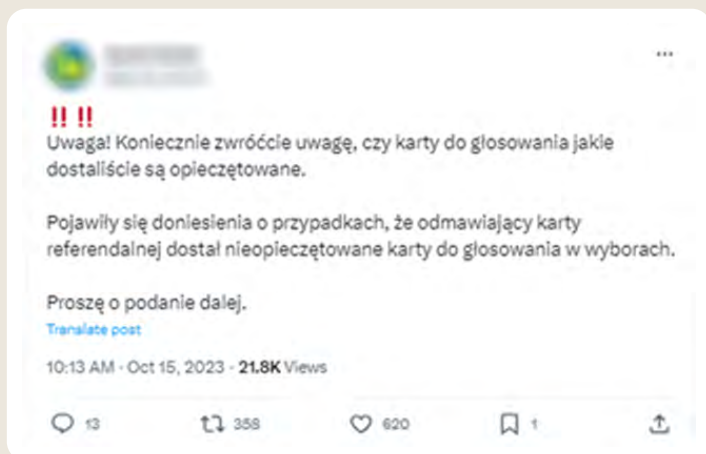 ‼ ‼
Uwaga! Koniecznie zwróćcie uwagę, czy karty do głosowania jakie
dostaliście są opieczętowane.
Pojawiły się doniesienia o przypadkach, że odmawiający karty
referendalnej dostał nieopieczętowane karty do głosowania w wyborach.
Proszę o podanie dalej.
Translate post
10:13 AM · Oct 15, 2023 · 21.8K Views
13 358 620 1